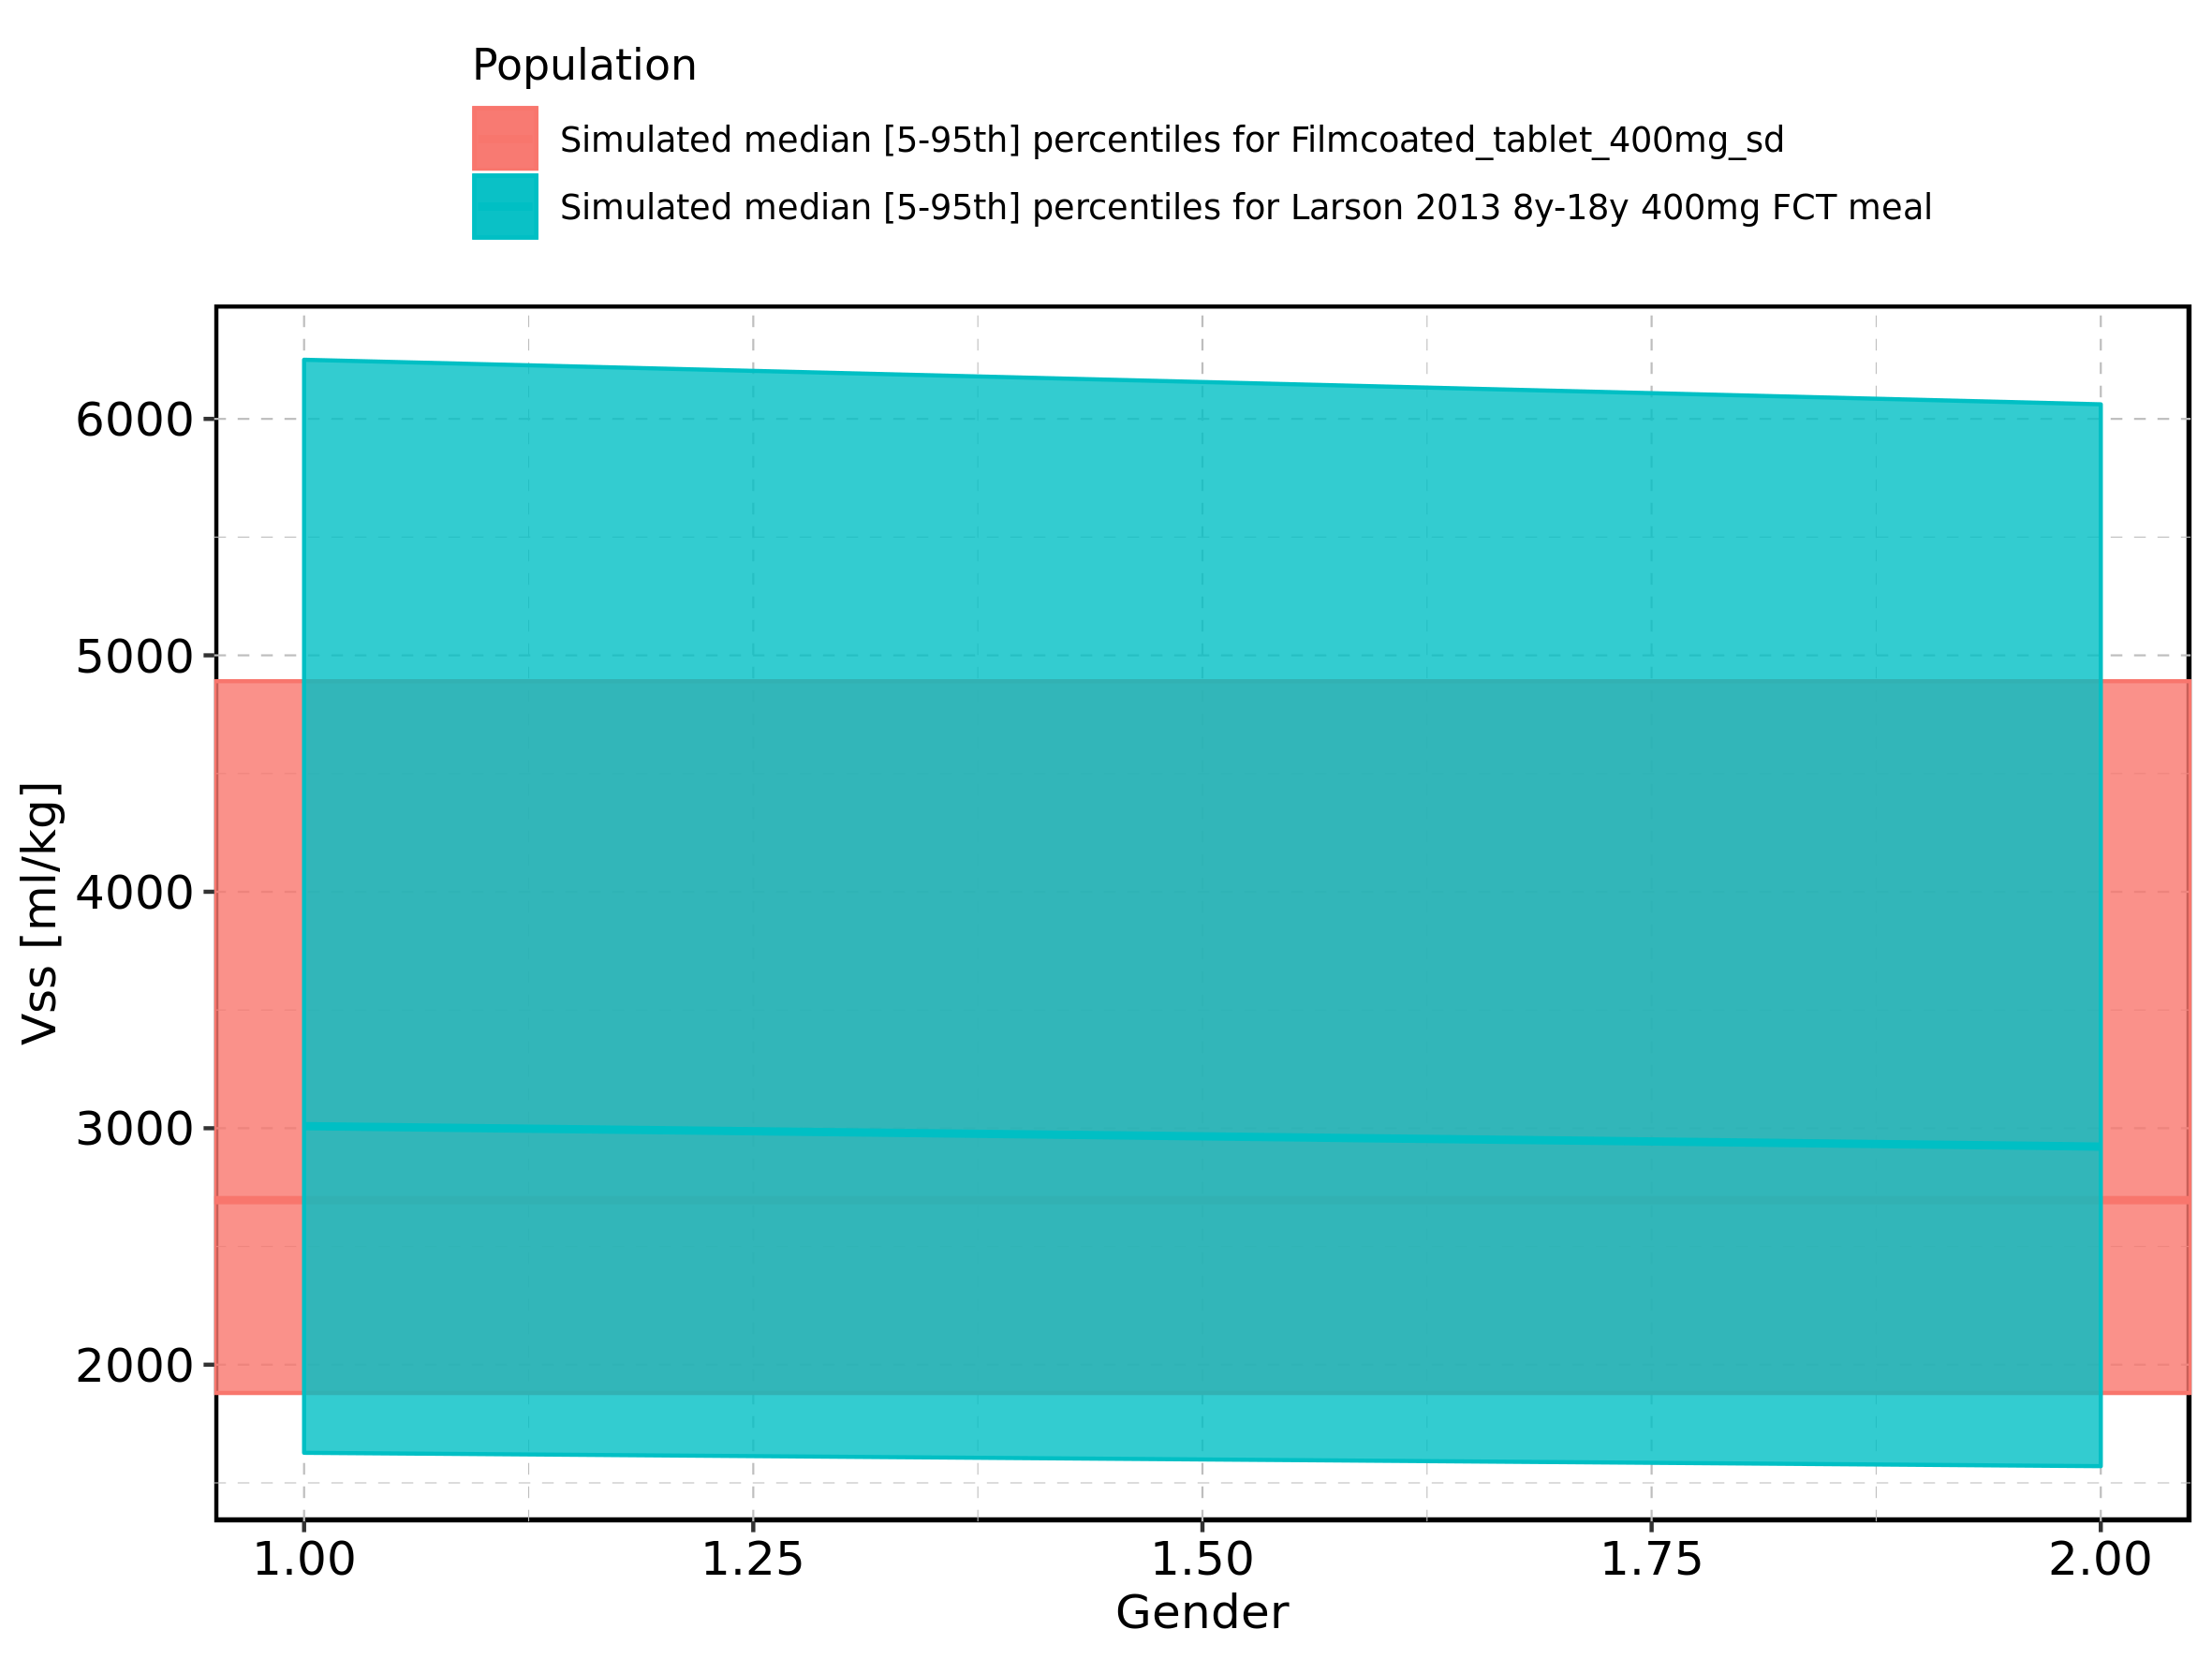 Population
Simulated median [5-95th] percentiles for Filmcoated_tablet_400mg_sd
Simulated median [5-95th] percentiles for Larson 2013 8y-18y 400mg FCT meal
6000
5000
4000
3000
2000
Vss [ml/kg]
1.00 1.25 1.50 1.75 2.00
Gender